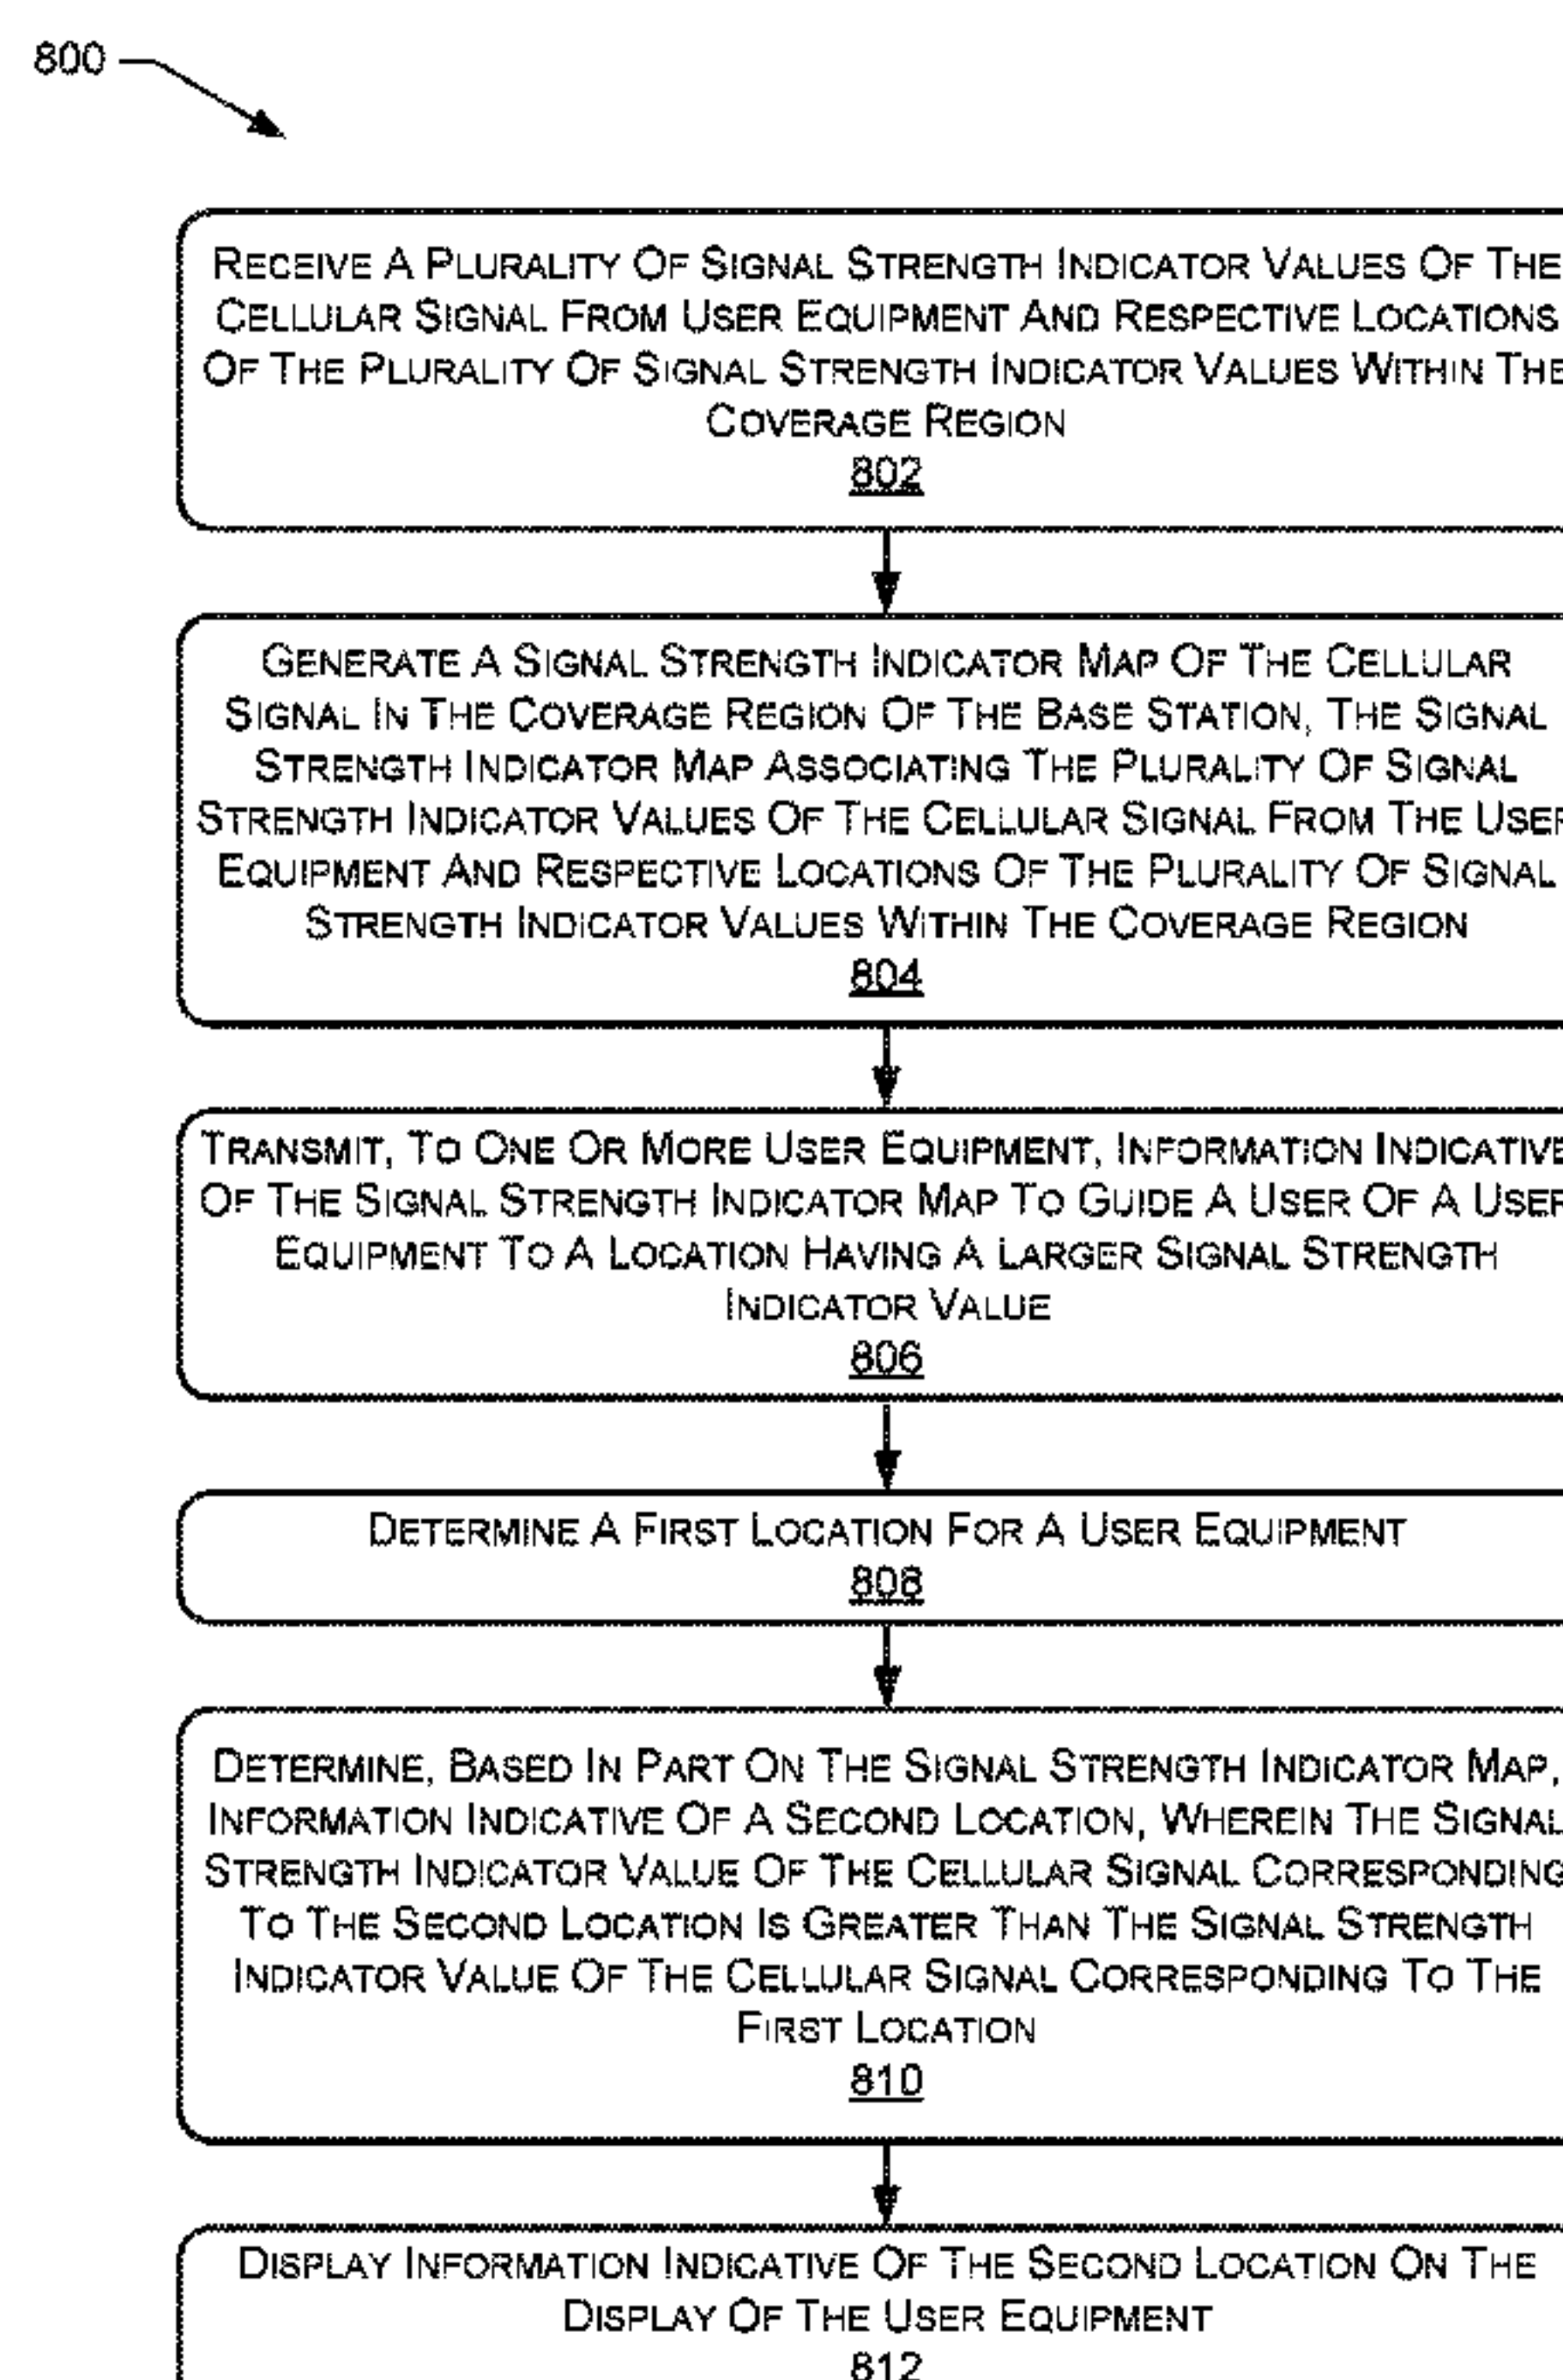 800
RECEIVE A PLURALITY OF SIGNAL STRENGTH INDICATOR VALUES OF THE
CELLULAR SIGNAL FROM USER EQUIPMENT AND RESPECTIVE LOCATIONS
OF THE PLURALITY OF SIGNAL STRENGTH INDICATOR VALUES WITHIN THE
COVERAGE REGION
802
GENERATE A SIGNAL STRENGTH INDICATOR MAP OF THE CELLULAR
SIGNAL IN THE COVERAGE REGION OF THE BASE STATION, THE SIGNAL
STRENGTH INDICATOR MAP ASSOCIATING THE PLURALITY OF SIGNAL
STRENGTH INDICATOR VALUES OF THE CELLULAR SIGNAL FROM THE USER
EQUIPMENT AND RESPECTIVE LOCATIONS OF THE PLURALITY OF SIGNAL
STRENGTH INDICATOR VALUES WITHIN THE COVERAGE REGION
804
TRANSMIT, TO ONE OR MORE USER EQUIPMENT, INFORMATION INDICATIVE
OF THE SIGNAL STRENGTH INDICATOR MAP TO GUIDE A USER OF A USER
EQUIPMENT TO A LOCATION HAVING A LARGER SIGNAL STRENGTH
INDICATOR VALUE
806
DETERMINE A FIRST LOCATION FOR A USER EQUIPMENT
808
DETERMINE, BASED IN PART ON THE SIGNAL STRENGTH INDICATOR MAP,
INFORMATION INDICATIVE OF A SECOND LOCATION, WHEREIN THE SIGNAL
STRENGTH INDICATOR VALUE OF THE CELLULAR SIGNAL CORRESPONDING
TO THE SECOND LOCATION IS GREATER THAN THE SIGNAL STRENGTH
INDICATOR VALUE OF THE CELLULAR SIGNAL CORRESPONDING TO THE
FIRST LOCATION
810
DISPLAY INFORMATION INDICATIVE OF THE SECOND LOCATION ON THE
DISPLAY OF THE USER EQUIPMENT
812